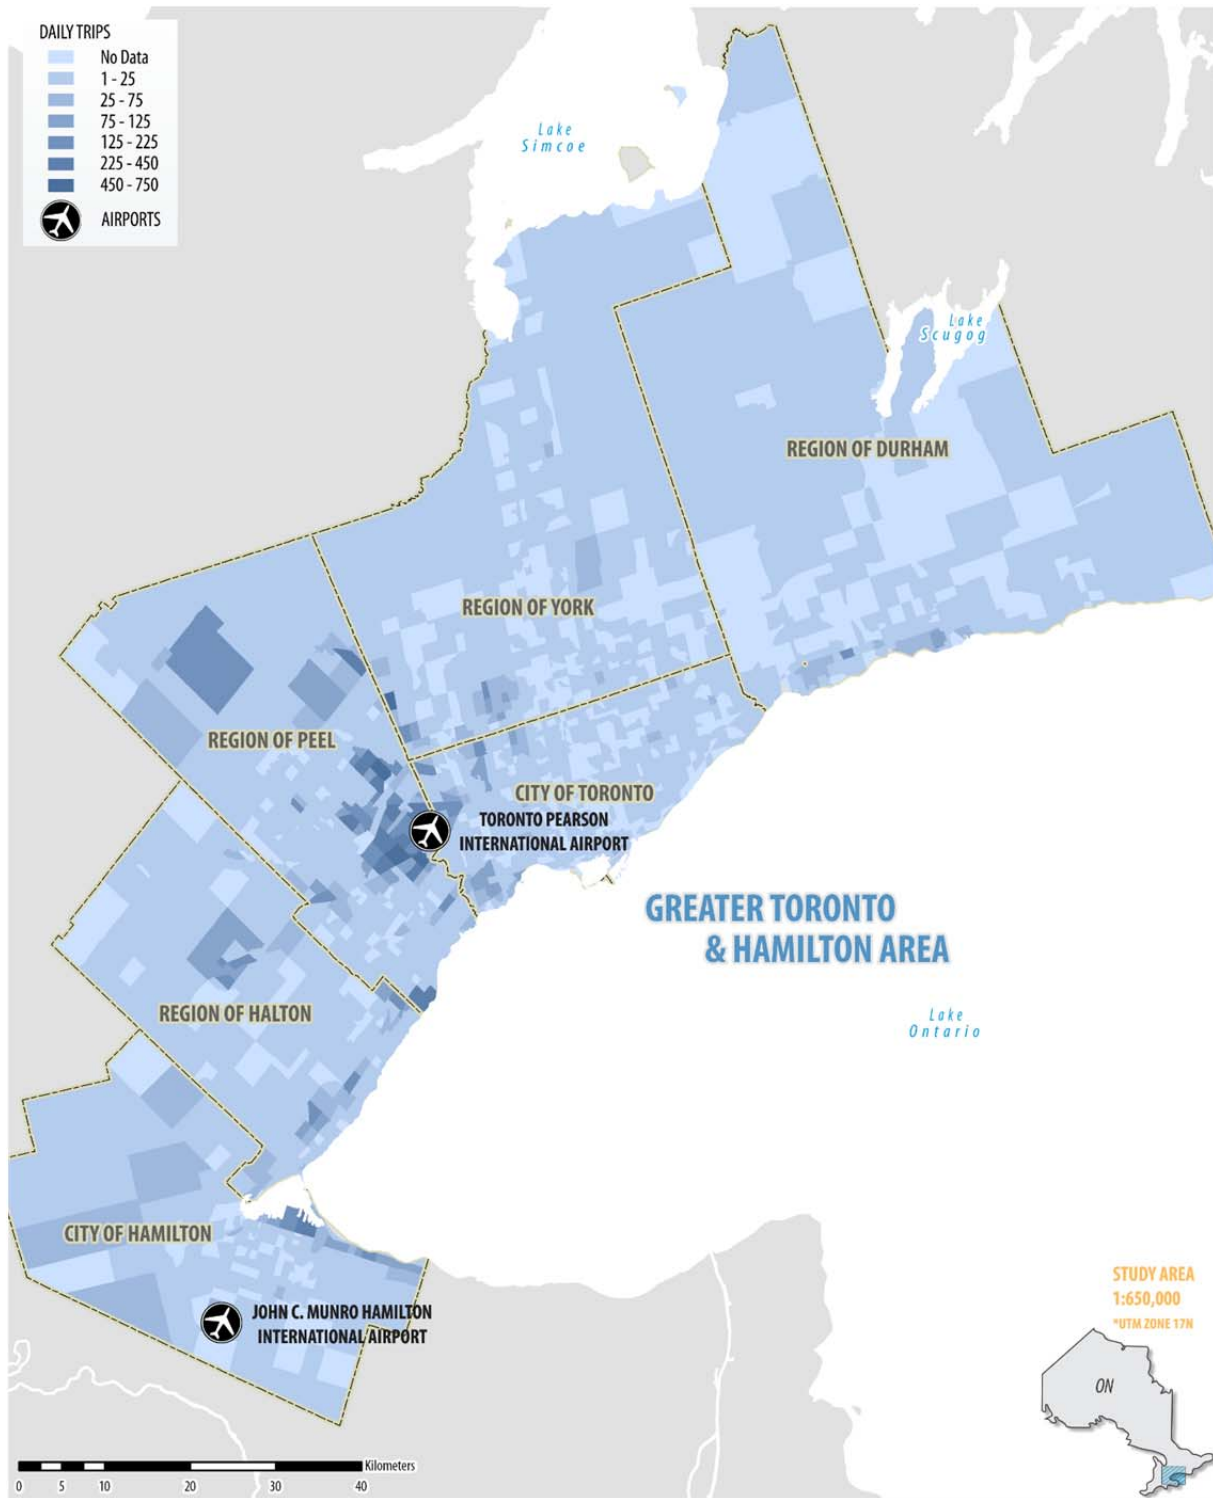 DAILY TRIPS
No Data
1 - 25
25 - 75
75 - 125
125 - 225
225 - 450
450 - 750
AIRPORTS
Lake
Simcoe
Lake
Scugog
REGION OF DURHAM
REGION OF YORK
REGION OF PEEL
CITY OF TORONTO
TORONTO PEARSON
INTERNATIONAL AIRPORT
GREATER TORONTO
& HAMILTON AREA
REGION OF HALTON
Lake
Ontario
CITY OF HAMILTON
JOHN C. MUNRO HAMILTON
INTERNATIONAL AIRPORT
STUDY AREA
1:650,000
*UTM ZONE 17N
ON
Kilometers
0 5 10 20 30 40